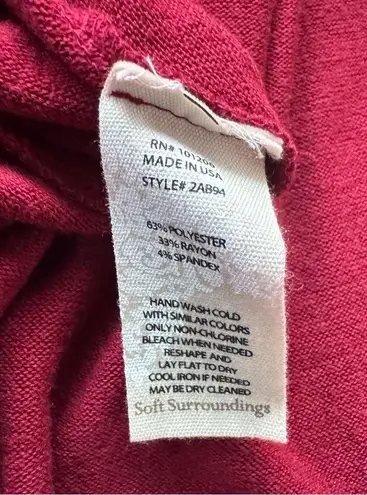 RN# 101206
MADE IN USA
STYLE# 2AB94
63% POLYESTER
33% RAYON
4% SPANDEX
HAND WASH COLD
WITH SIMILAR COLORS
ONLY NON-CHLORINE
BLEACH WHEN NEEDED
RESHAPE AND
LAY FLAT TO DRY
COOL IRON IF NEEDED
MAY BE DRY CLEANED
Soft Surroundings